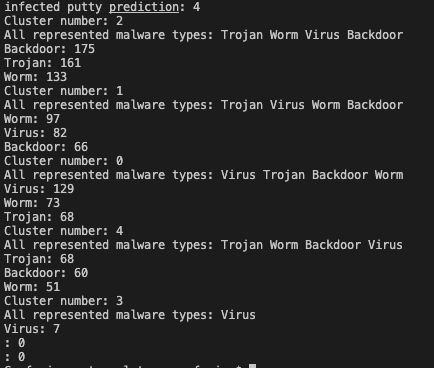 infected putty prediction: 4
Cluster number: 2
All represented malware types: Trojan Worm Virus Backdoor
Backdoor: 175
Trojan: 161
Worm: 133
Cluster number: 1
All represented malware types: Trojan Virus Worm Backdoor
Worm: 97
Virus: 82
Backdoor: 66
Cluster number: 0
All represented malware types: Virus Trojan Backdoor Worm
Virus: 129
Worm: 73
Trojan: 68
Cluster number: 4
All represented malware types: Trojan Worm Backdoor Virus
Trojan: 68
Backdoor: 60
Worm: 51
Cluster number: 3
All represented malware types: Virus
Virus: 7
: 0
: 0